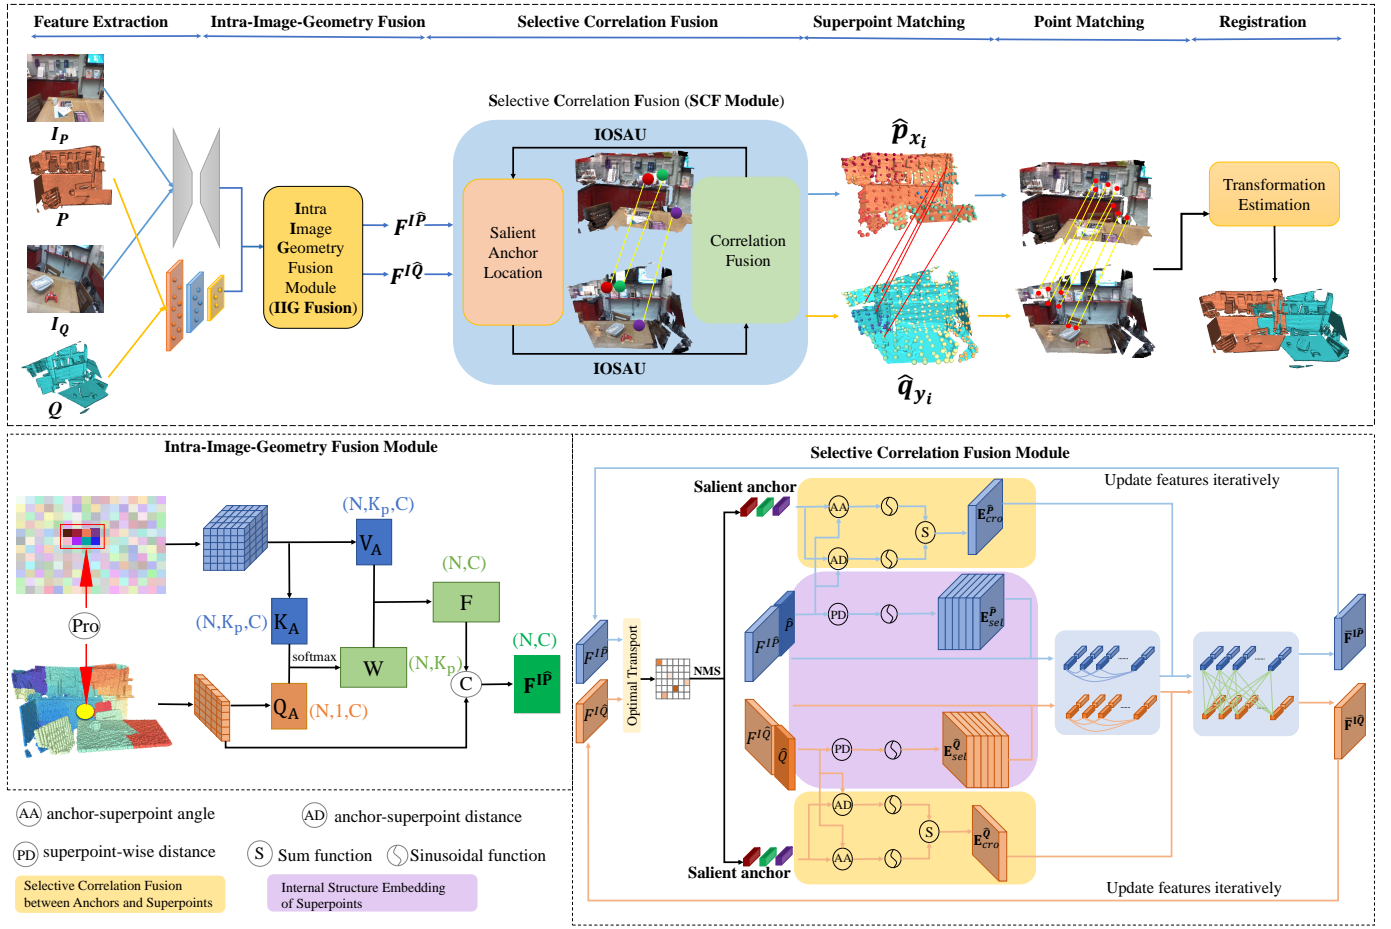 Feature Extraction
Intra-Image-Geometry Fusion
Selective Correlation Fusion
Superpoint Matching
Point Matching
Registration
I_P
P
I_Q
Q
Intra
Image
Geometry
Fusion
Module
(IIG Fusion)
F^{IP̂}
F^{IQ̂}
Selective Correlation Fusion (SCF Module)
IOSAU
Salient
Anchor
Location
Correlation
Fusion
IOSAU
p̂_{x_i}
q̂_{y_i}
Transformation
Estimation
Intra-Image-Geometry Fusion Module
Pro
(N,K_p,C)
V_A
(N,K_p,C)
K_A
softmax
Q_A
(N,1,C)
W
(N,K_p)
(N,C)
F
C
(N,C)
F^{IP̂}
AA
anchor-superpoint angle
AD
anchor-superpoint distance
PD
superpoint-wise distance
S
Sum function
Sinusoidal function
Selective Correlation Fusion
between Anchors and Superpoints
Internal Structure Embedding
of Superpoints
Selective Correlation Fusion Module
Update features iteratively
Salient anchor
AA
AD
S
E^{P̂}_{cro}
F^{IP̂}
P̂
PD
E^{P̂}_{sel}
F^{IP̂}
F^{IQ̂}
Optimal Transport
NMS
F^{IQ̂}
Q̂
PD
E^{Q̂}_{sel}
AD
AA
S
E^{Q̂}_{cro}
Salient anchor
......
......
......
......
F̄^{IP̂}
F̄^{IQ̂}
Update features iteratively